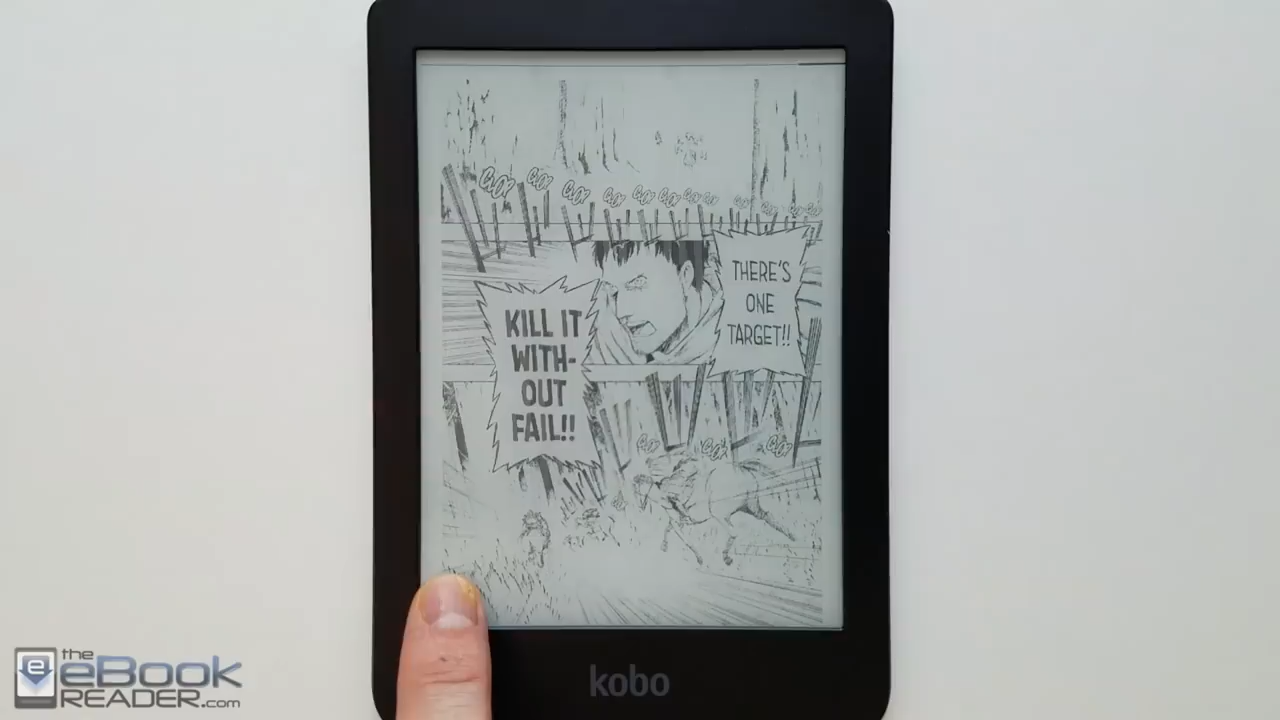 THERE'S
ONE
TARGET!!
KILL IT
WITH-
OUT
FAIL!!
kobo
the
eBook
READER.com